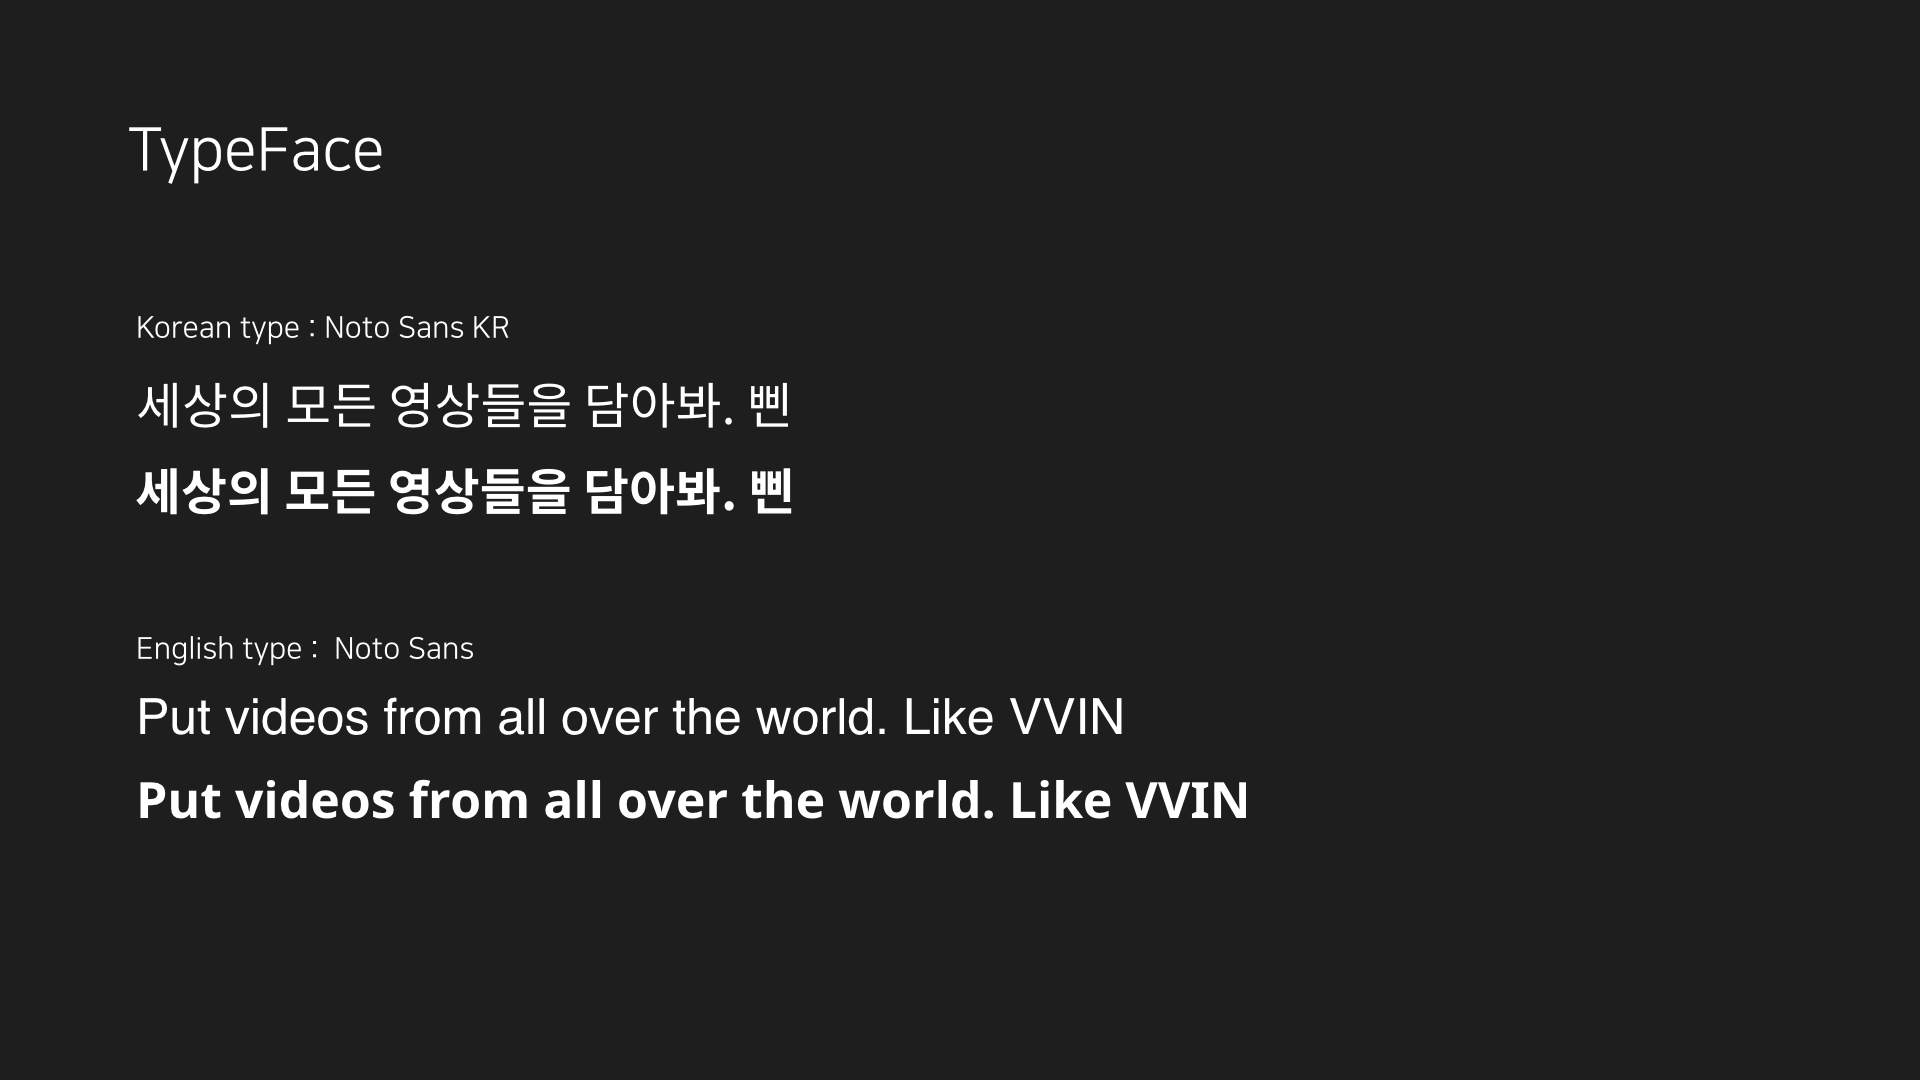 TypeFace
Korean type : Noto Sans KR
세상의 모든 영상들을 담아봐. 삔
세상의 모든 영상들을 담아봐. 삔
English type :  Noto Sans
Put videos from all over the world. Like VVIN
Put videos from all over the world. Like VVIN